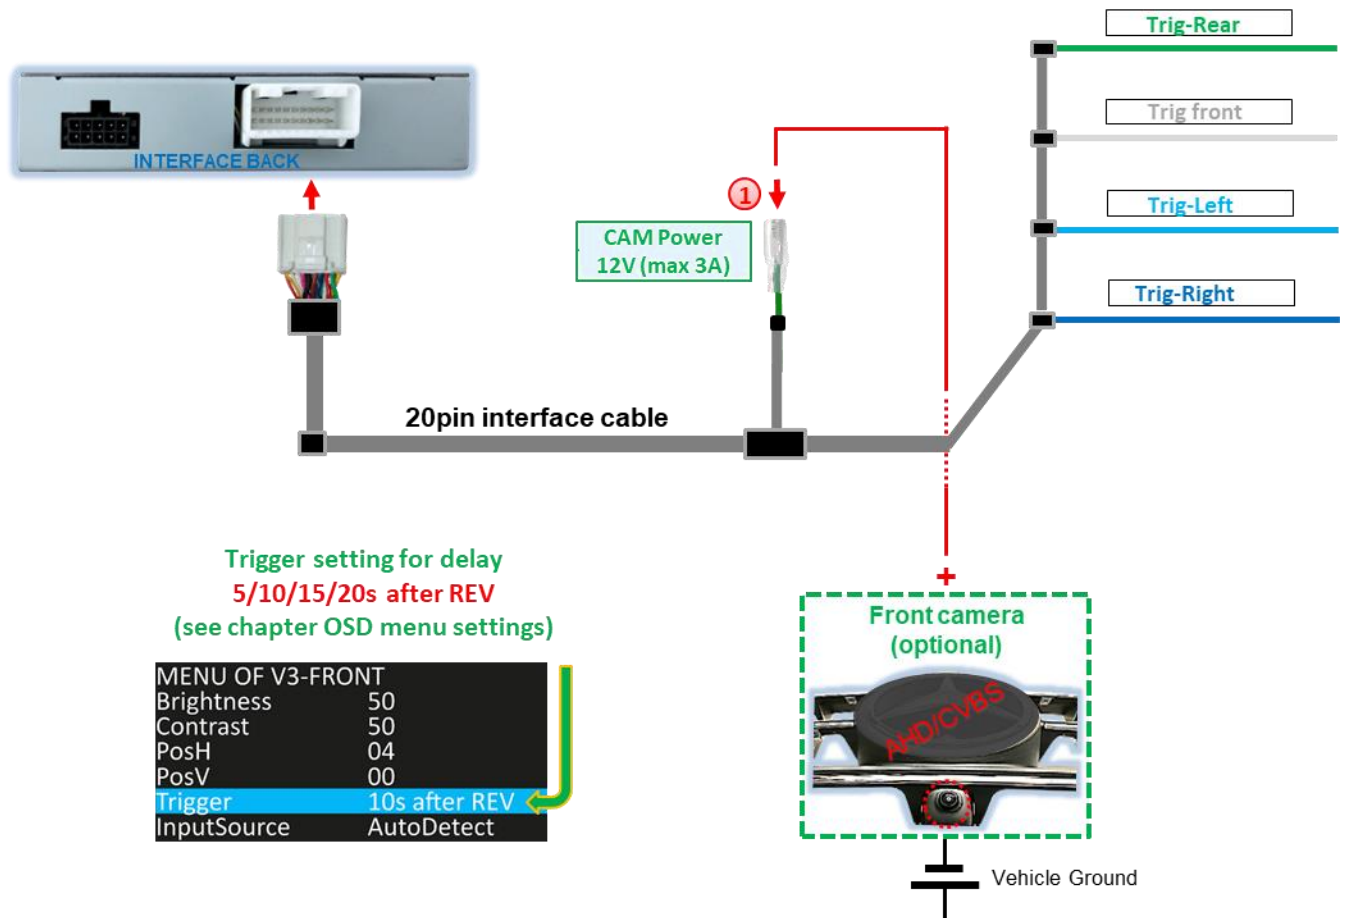 Trig-Rear
Trig front
Trig-Left
Trig-Right
INTERFACE BACK
1
CAM Power
12V (max 3A)
20pin interface cable
Trigger setting for delay
5/10/15/20s after REV
(see chapter OSD menu settings)
MENU OF V3-FRONT
Brightness 50
Contrast 50
PosH 04
PosV 00
Trigger 10s after REV
InputSource AutoDetect
+
Front camera
(optional)
AHD/CVBS
Vehicle Ground